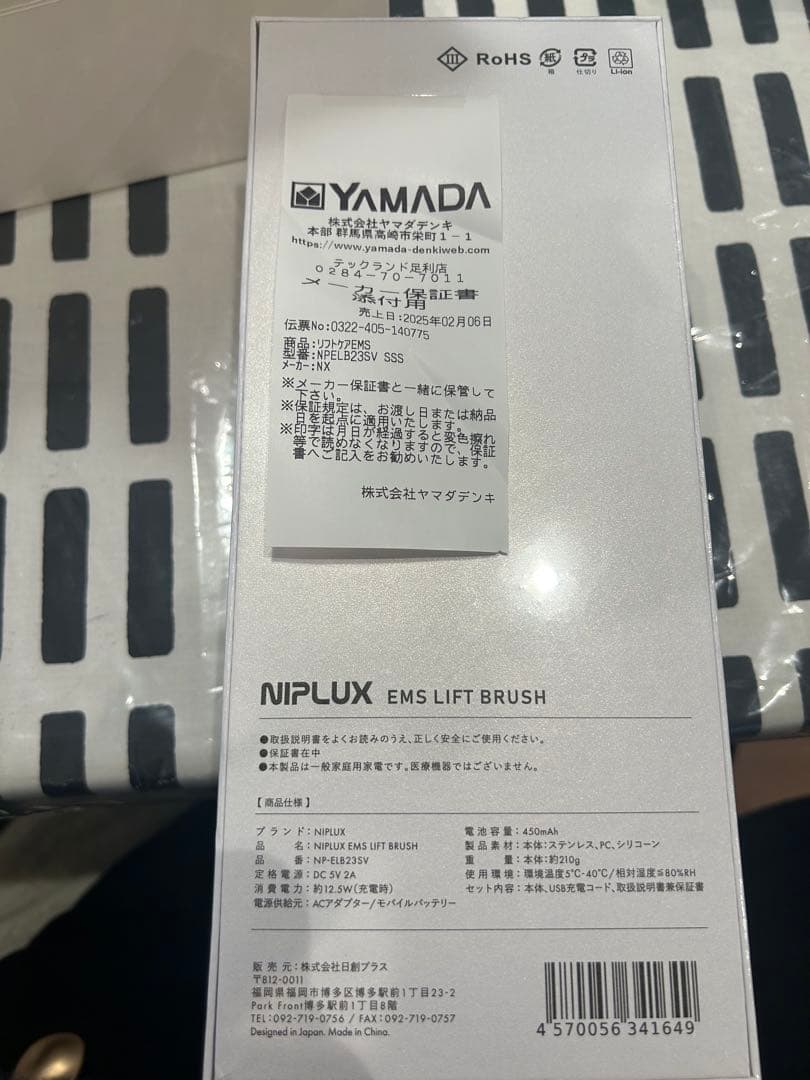 RoHS
紙
箱
プラ
仕切り
Li-ion
YAMADA
株式会社ヤマダデンキ
本部 群馬県高崎市栄町1-1
https://www.yamada-denkiweb.com
テックランド足利店
0284-70-7011
メーカー保証書
添付用
売上日:2025年02月06日
伝票No:0322-405-140775
商品:リフトケアEMS
型番:NPELB23SV SSS
メーカー:NX
※メーカー保証書と一緒に保管して
下さい。
※保証規定は、お渡し日または納品
日を起点に適用いたします。
※印字は月日が経過すると変色擦れ
等で読めなくなりますので、保証
書へご記入をお勧めいたします。
株式会社ヤマダデンキ
NIPLUX EMS LIFT BRUSH
●取扱説明書をよくお読みのうえ、正しく安全にご使用ください。
●保証書在中
●本製品は一般家庭用家電です。医療機器ではございません。
【商品仕様】
ブランド:NIPLUX
品名:NIPLUX EMS LIFT BRUSH
品番:NP-ELB23SV
定格電源:DC 5V 2A
消費電力:約12.5W(充電時)
電源供給元:ACアダプター/モバイルバッテリー
電池容量:450mAh
製品素材:本体:ステンレス、PC、シリコーン
重量:本体:約210g
使用環境:環境温度5℃-40℃/相対湿度≦80%RH
セット内容:本体、USB充電コード、取扱説明書兼保証書
販売元:株式会社日創プラス
〒812-0011
福岡県福岡市博多区博多駅前1丁目23-2
Park Front博多駅前1丁目8階
TEL:092-719-0756 / FAX:092-719-0757
Designed in Japan. Made in China.
4 570056 341649